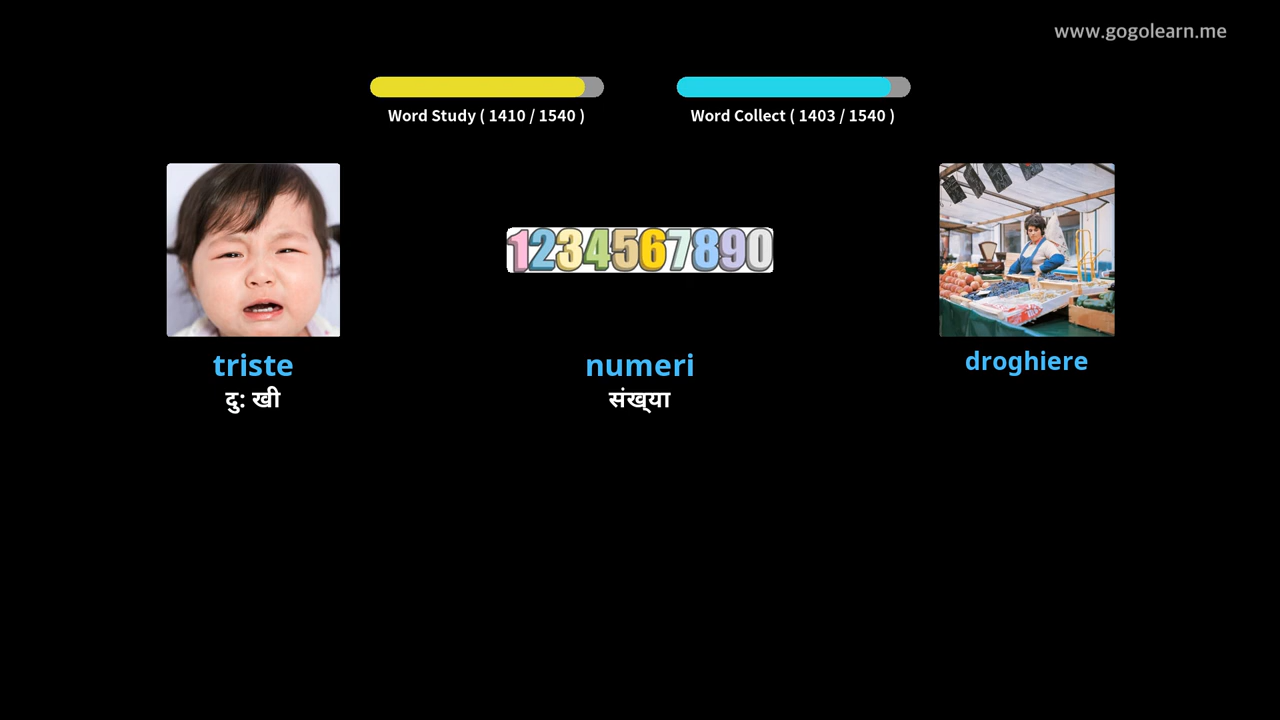 www.gogolearn.me
Word Study ( 1410 / 1540 )
Word Collect ( 1403 / 1540 )
1234567890
triste
numeri
droghiere
दु: खी
संख्या